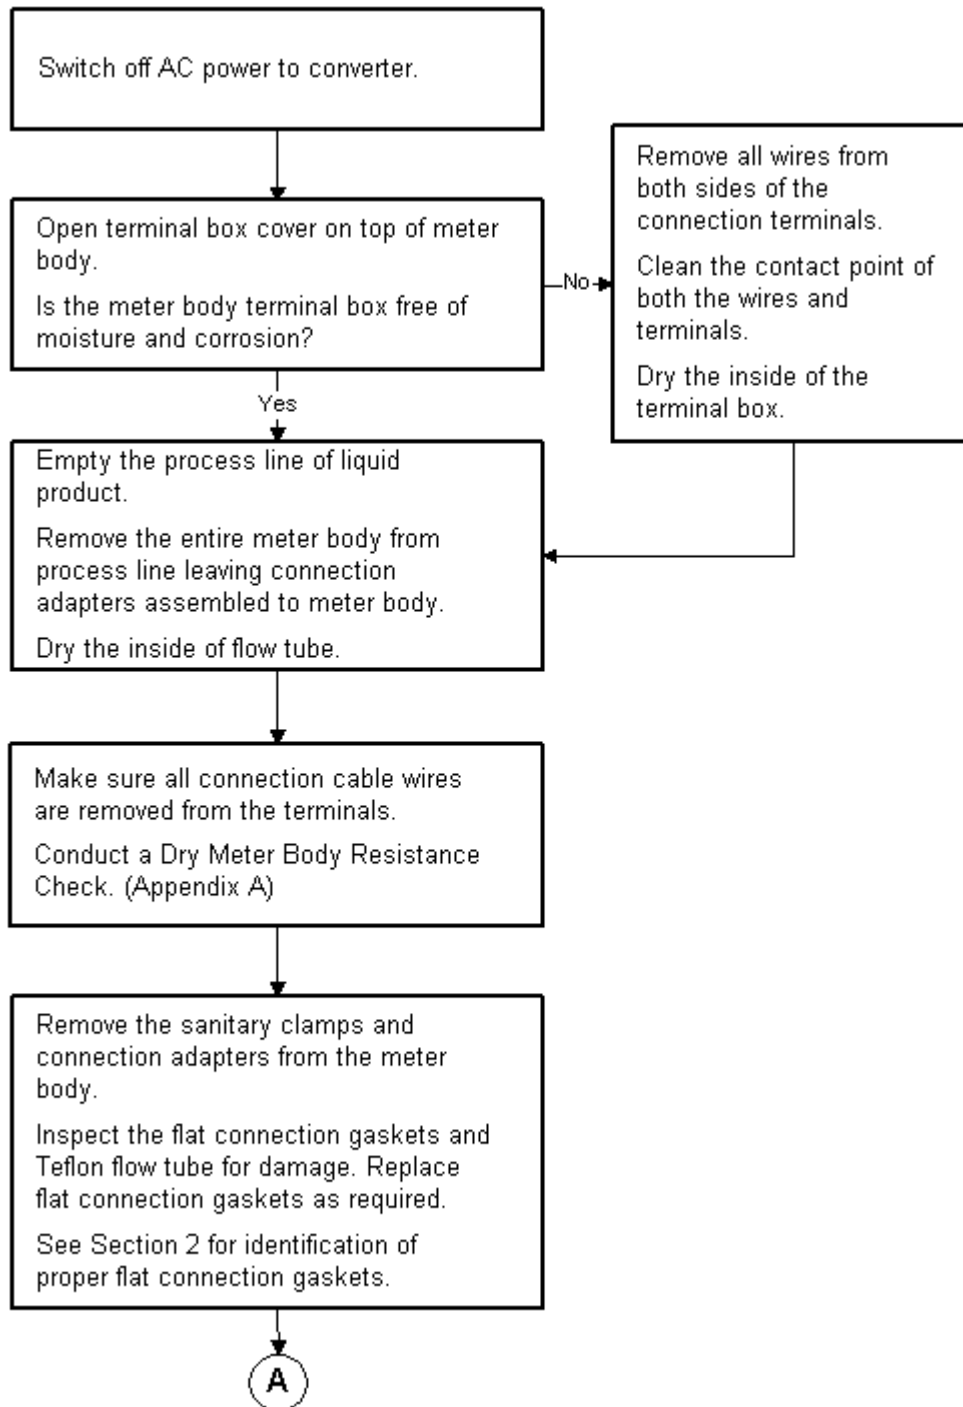 Switch off AC power to converter.
Open terminal box cover on top of meter
body.
Is the meter body terminal box free of
moisture and corrosion?
No
Remove all wires from
both sides of the
connection terminals.
Clean the contact point of
both the wires and
terminals.
Dry the inside of the
terminal box.
Yes
Empty the process line of liquid
product.
Remove the entire meter body from
process line leaving connection
adapters assembled to meter body.
Dry the inside of flow tube.
Make sure all connection cable wires
are removed from the terminals.
Conduct a Dry Meter Body Resistance
Check. (Appendix A)
Remove the sanitary clamps and
connection adapters from the meter
body.
Inspect the flat connection gaskets and
Teflon flow tube for damage. Replace
flat connection gaskets as required.
See Section 2 for identification of
proper flat connection gaskets.
A